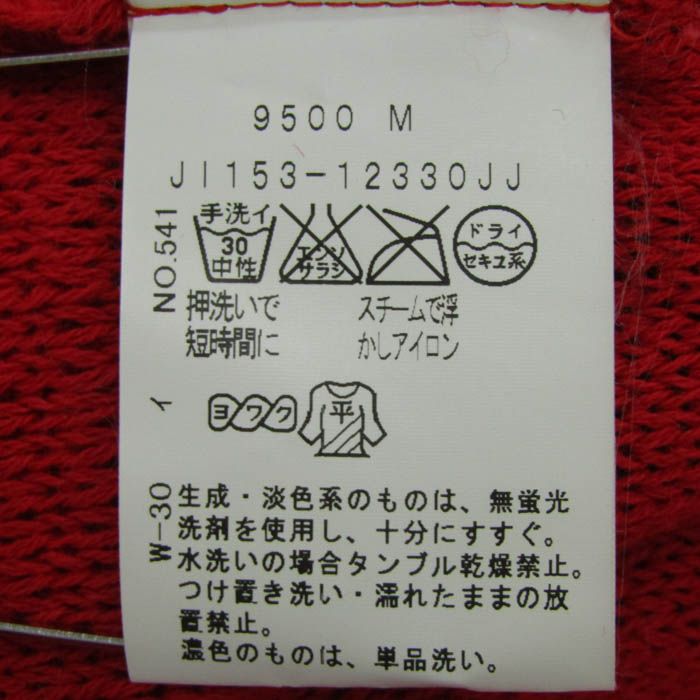 9500 M
JI153-12330JJ
NO.541
手洗イ
30
中性
エンソ
サラシ
ドライ
セキユ系
押洗いで
短時間に
スチームで浮
かしアイロン
イ
ヨワク
平
W-30
生成・淡色系のものは、無蛍光
洗剤を使用し、十分にすすぐ。
水洗いの場合タンブル乾燥禁止。
つけ置き洗い・濡れたままの放
置禁止。
濃色のものは、単品洗い。